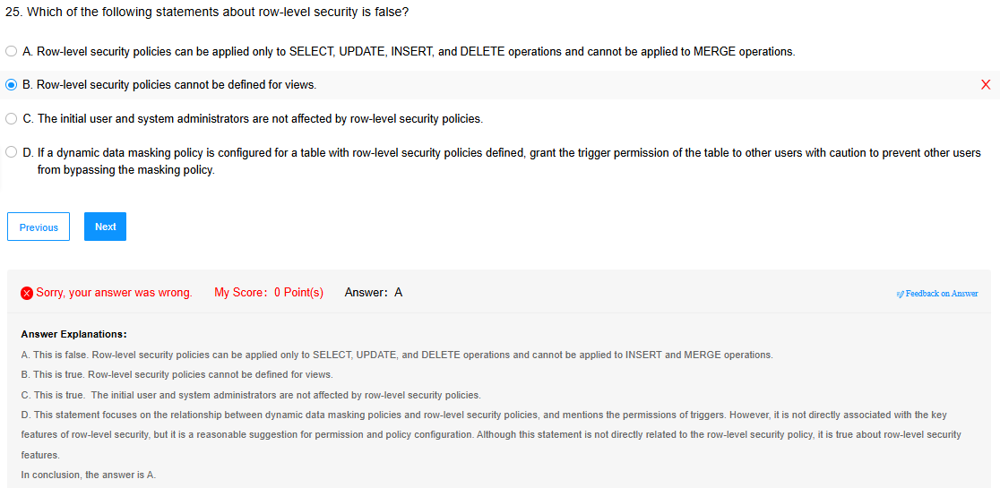 25. Which of the following statements about row-level security is false?
A. Row-level security policies can be applied only to SELECT, UPDATE, INSERT, and DELETE operations and cannot be applied to MERGE operations.
B. Row-level security policies cannot be defined for views.
X
C. The initial user and system administrators are not affected by row-level security policies.
D. If a dynamic data masking policy is configured for a table with row-level security policies defined, grant the trigger permission of the table to other users with caution to prevent other users
from bypassing the masking policy.
Previous Next
Sorry, your answer was wrong. My Score: 0 Point(s) Answer: A Feedback on Answer
Answer Explanations:
A. This is false. Row-level security policies can be applied only to SELECT, UPDATE, and DELETE operations and cannot be applied to INSERT and MERGE operations.
B. This is true. Row-level security policies cannot be defined for views.
C. This is true. The initial user and system administrators are not affected by row-level security policies.
D. This statement focuses on the relationship between dynamic data masking policies and row-level security policies, and mentions the permissions of triggers. However, it is not directly associated with the key
features of row-level security, but it is a reasonable suggestion for permission and policy configuration. Although this statement is not directly related to the row-level security policy, it is true about row-level security
features.
In conclusion, the answer is A.